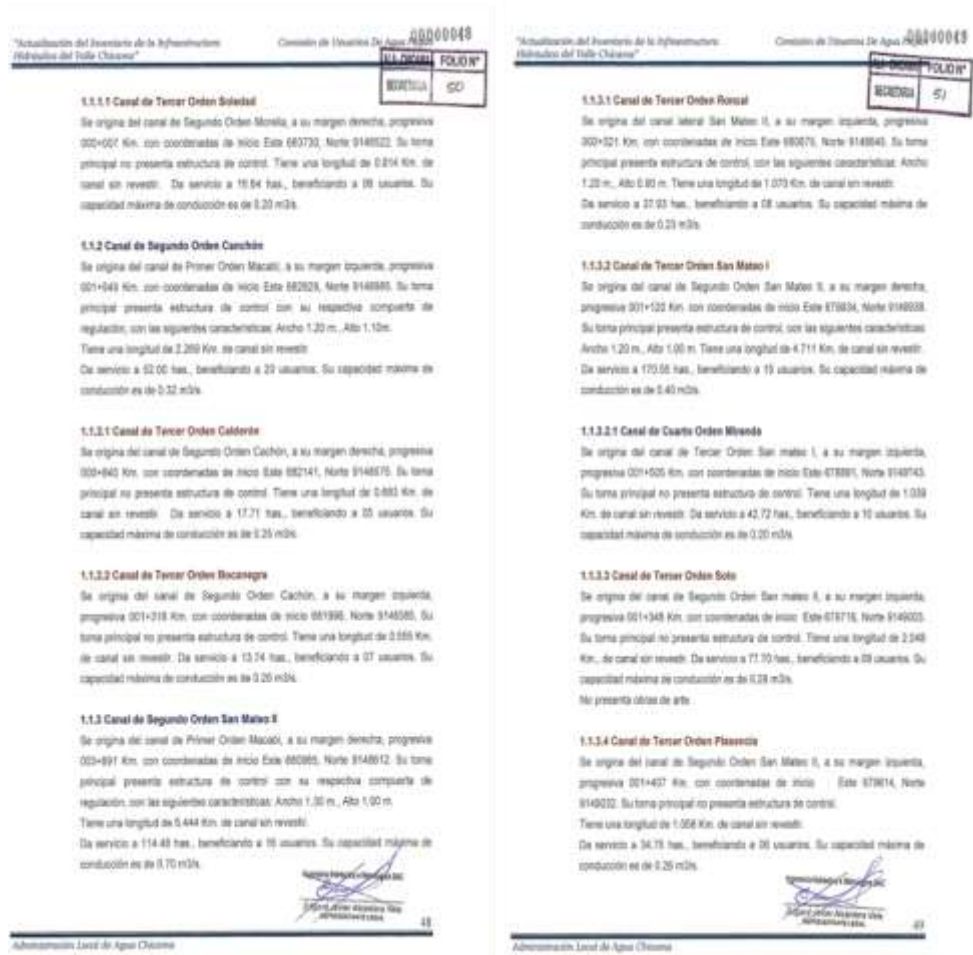 "Actualización del Inventario de la Infraestructura
Hidráulica del Valle Chicama"
Comisión de Usuarios De Agua
00000048
FOLIO N°
SECRETARIA 50
1.1.1.1 Canal de Tercer Orden Soledad
Se origina del canal de Segundo Orden Morelia, a su margen derecha, progresiva
000+007 Km. con coordenadas de inicio Este 683730, Norte 9148522. Su toma
principal no presenta estructura de control. Tiene una longitud de 0.814 Km. de
canal sin revestir. Da servicio a 15.64 has., beneficiando a 06 usuarios. Su
capacidad máxima de conducción es de 0.20 m3/s.
1.1.2 Canal de Segundo Orden Canchón
Se origina del canal de Primer Orden Macabi, a su margen izquierda, progresiva
001+049 Km. con coordenadas de inicio Este 682828, Norte 9148985. Su toma
principal presenta estructura de control con su respectiva compuerta de
regulación, con las siguientes características: Ancho 1.20 m., Alto 1.10m.
Tiene una longitud de 2.269 Km. de canal sin revestir.
Da servicio a 52.00 has., beneficiando a 20 usuarios. Su capacidad máxima de
conducción es de 0.32 m3/s.
1.1.2.1 Canal de Tercer Orden Calderón
Se origina del canal de Segundo Orden Cachón, a su margen derecha, progresiva
000+840 Km. con coordenadas de inicio Este 682141, Norte 9148575. Su toma
principal no presenta estructura de control. Tiene una longitud de 0.693 Km. de
canal sin revestir. Da servicio a 17.71 has., beneficiando a 05 usuarios. Su
capacidad máxima de conducción es de 0.25 m3/s.
1.1.2.2 Canal de Tercer Orden Bocanegra
Se origina del canal de Segundo Orden Cachón, a su margen izquierda,
progresiva 001+318 Km. con coordenadas de inicio 681996, Norte 9148585, Su
toma principal no presenta estructura de control. Tiene una longitud de 0.555 Km.
de canal sin revestir. Da servicio a 13.74 has., beneficiando a 07 usuarios. Su
capacidad máxima de conducción es de 0.26 m3/s.
1.1.3 Canal de Segundo Orden San Mateo II
Se origina del canal de Primer Orden Macabi, a su margen derecha, progresiva
003+891 Km. con coordenadas de inicio Este 680985, Norte 9148612. Su toma
principal presenta estructura de control con su respectiva compuerta de
regulación, con las siguientes características: Ancho 1.30 m., Alto 1.00 m.
Tiene una longitud de 5.444 Km. de canal sin revestir.
Da servicio a 114.48 has., beneficiando a 16 usuarios. Su capacidad máxima de
conducción es de 0.70 m3/s.
48
Administración Local de Agua Chicama
"Actualización del Inventario de la Infraestructura
Hidráulica del Valle Chicama"
Comisión de Usuarios De Agua
FOLIO N°
SECRETARIA 51
1.1.3.1 Canal de Tercer Orden Roncal
Se origina del canal lateral San Mateo II, a su margen izquierda, progresiva
000+321 Km. con coordenadas de inicio Este 680675, Norte 9148640. Su toma
principal presenta estructura de control, con las siguientes características: Ancho
1.20 m., Alto 0.80 m. Tiene una longitud de 1.073 Km. de canal sin revestir.
Da servicio a 37.93 has., beneficiando a 08 usuarios. Su capacidad máxima de
conducción es de 0.23 m3/s.
1.1.3.2 Canal de Tercer Orden San Mateo I
Se origina del canal de Segundo Orden San Mateo II, a su margen derecha,
progresiva 001+120 Km. con coordenadas de inicio Este 679934, Norte 9148938.
Su toma principal presenta estructura de control, con las siguientes características:
Ancho 1.20 m., Alto 1.00 m. Tiene una longitud de 4.711 Km. de canal sin revestir.
Da servicio a 170.55 has., beneficiando a 15 usuarios. Su capacidad máxima de
conducción es de 0.40 m3/s.
1.1.3.2.1 Canal de Cuarto Orden Miranda
Se origina del canal de Tercer Orden San mateo I, a su margen izquierda,
progresiva 001+505 Km. con coordenadas de inicio Este 678991, Norte 9149743.
Su toma principal no presenta estructura de control. Tiene una longitud de 1.039
Km. de canal sin revestir. Da servicio a 42.72 has., beneficiando a 10 usuarios. Su
capacidad máxima de conducción es de 0.20 m3/s.
1.1.3.3 Canal de Tercer Orden Soto
Se origina del canal de Segundo Orden San mateo II, a su margen izquierda,
progresiva 001+348 Km. con coordenadas de inicio Este 679716, Norte 9149003.
Su toma principal no presenta estructura de control. Tiene una longitud de 2.048
Km., de canal sin revestir. Da servicio a 77.70 has., beneficiando a 09 usuarios. Su
capacidad máxima de conducción es de 0.28 m3/s.
No presenta obras de arte.
1.1.3.4 Canal de Tercer Orden Plasencia
Se origina del canal de Segundo Orden San Mateo II, a su margen izquierda,
progresiva 001+407 Km. con coordenadas de inicio Este 679614, Norte
9149032. Su toma principal no presenta estructura de control.
Tiene una longitud de 1.058 Km. de canal sin revestir.
Da servicio a 34.75 has., beneficiando a 06 usuarios. Su capacidad máxima de
conducción es de 0.26 m3/s.
49
Administración Local de Agua Chicama